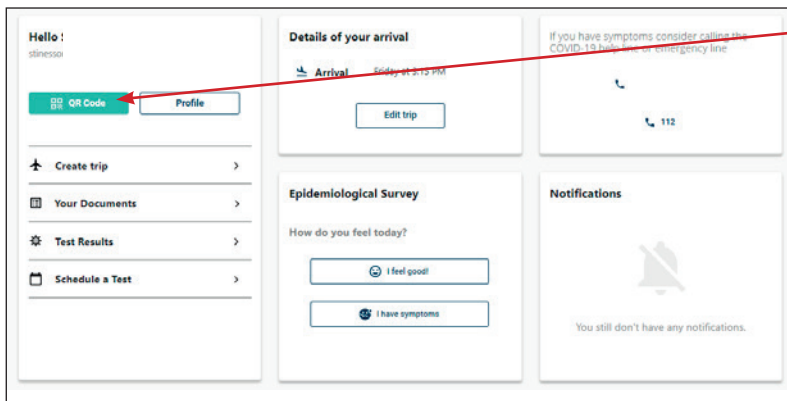 Hello
QR Code
Profile
Create trip
Your Documents
Test Results
Schedule a Test
Details of your arrival
Arrival Friday at 3:15 PM
Edit trip
If you have symptoms consider calling the
COVID-19 help line or emergency line
112
Epidemiological Survey
How do you feel today?
I feel good!
I have symptoms
Notifications
You still don't have any notifications.